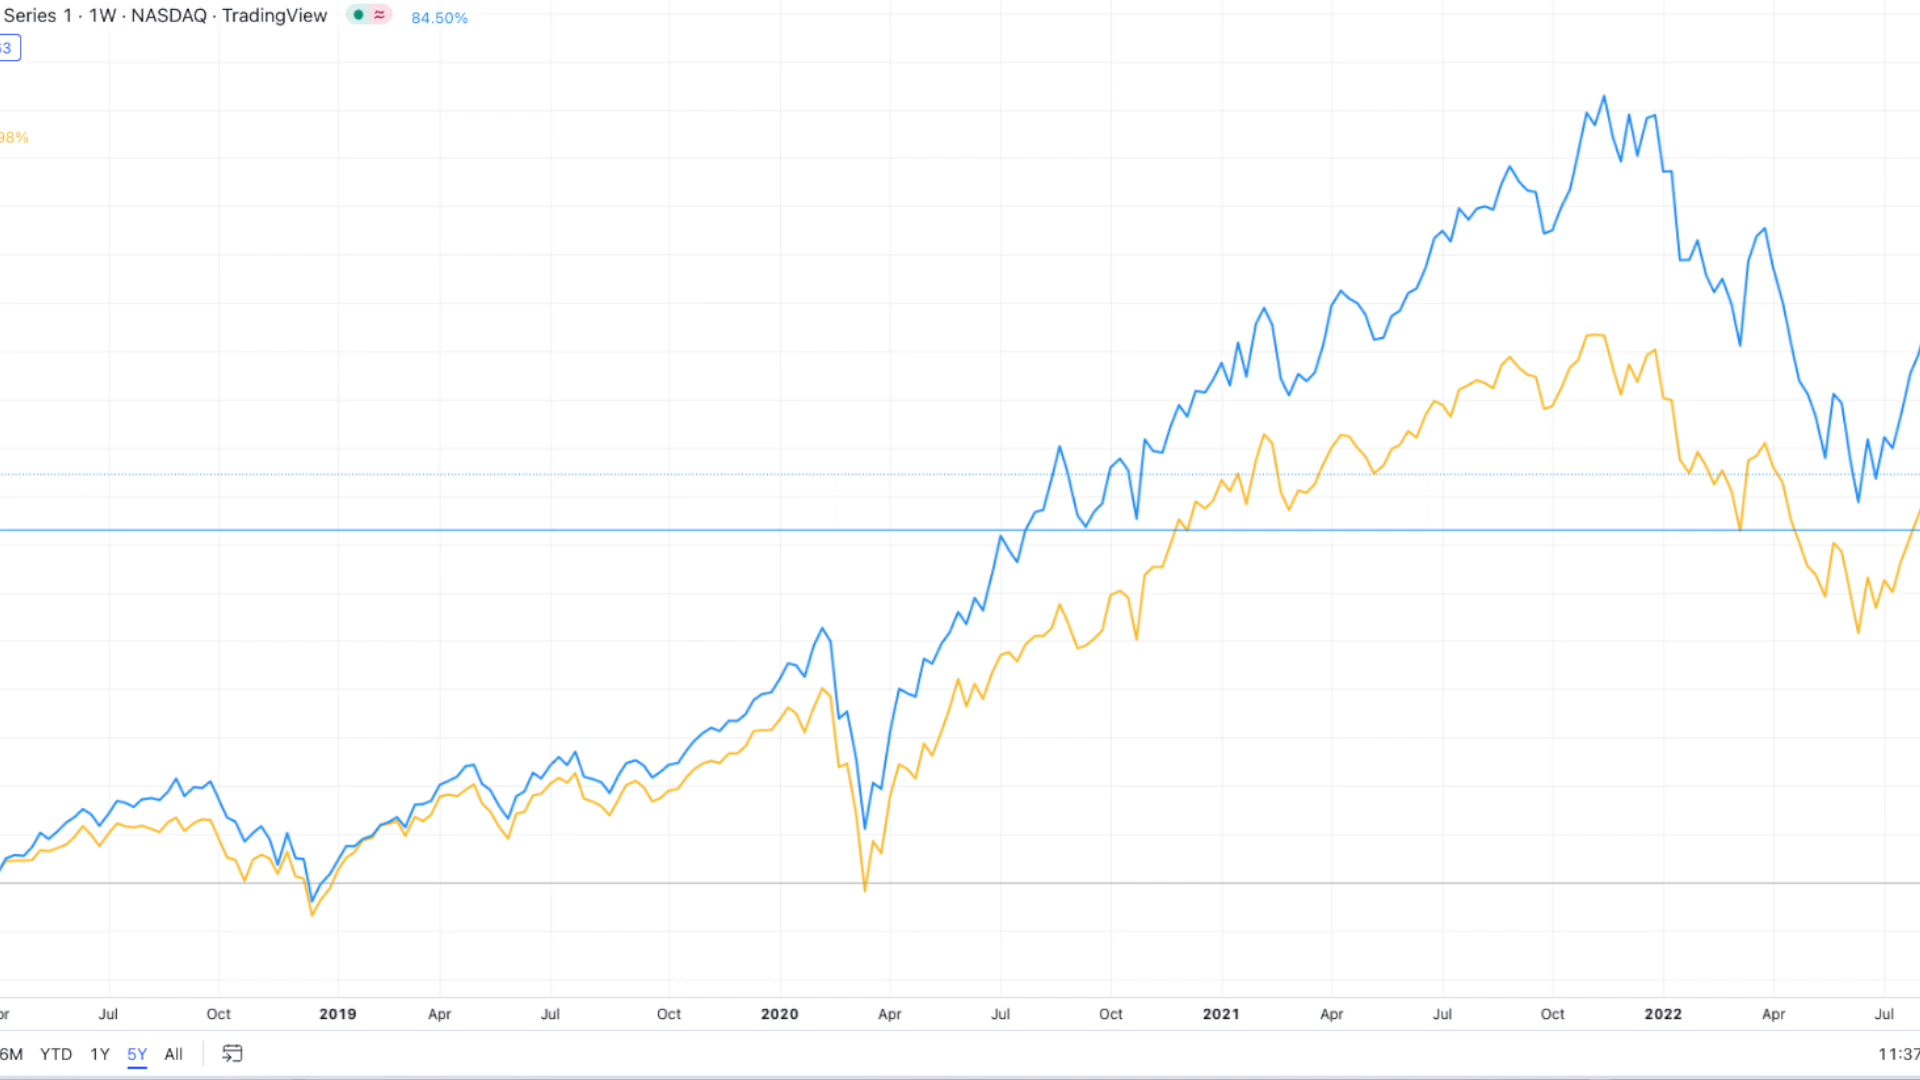 Series 1 · 1W · NASDAQ · TradingView 84.50%
63
98%
Jul Oct 2019 Apr Jul Oct 2020 Apr Jul Oct 2021 Apr Jul Oct 2022 Apr Jul
6M YTD 1Y 5Y All 11:37